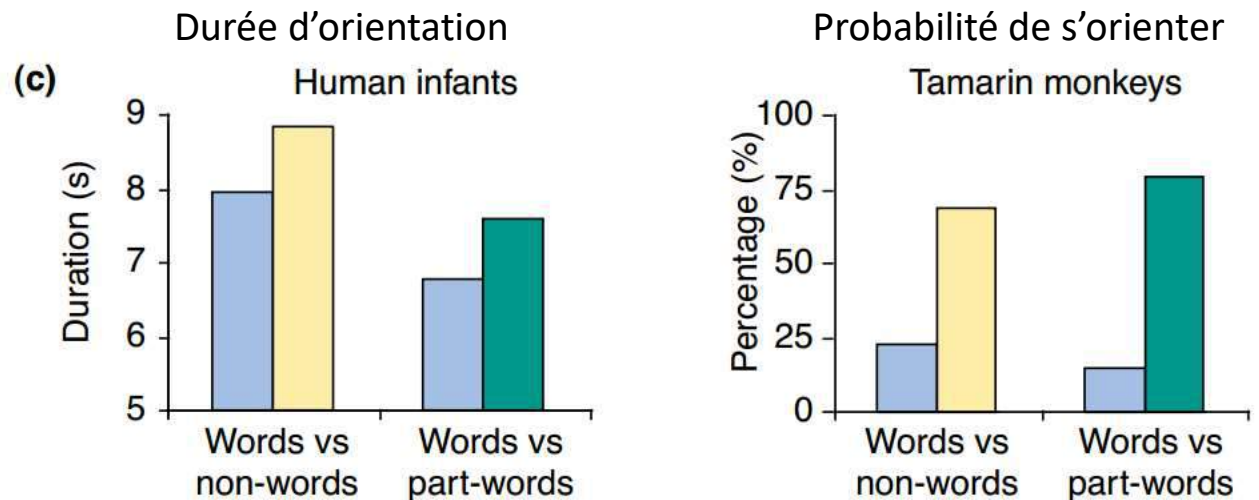 Durée d’orientation
Probabilité de s’orienter
(c)
Human infants
Duration (s)
9
8
7
6
5
Words vs
non-words
Words vs
part-words
Tamarin monkeys
Percentage (%)
100
75
50
25
0
Words vs
non-words
Words vs
part-words